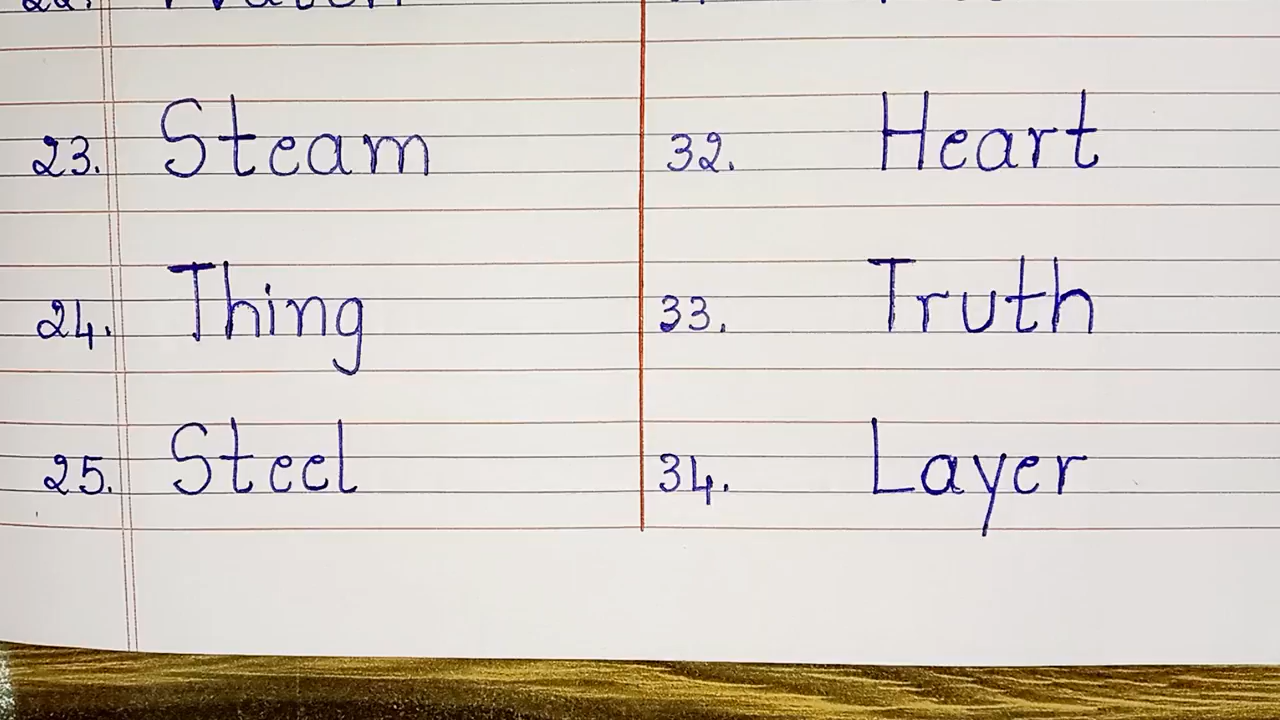 23. Steam 32. Heart
24. Thing 33. Truth
25. Steel 34. Layer